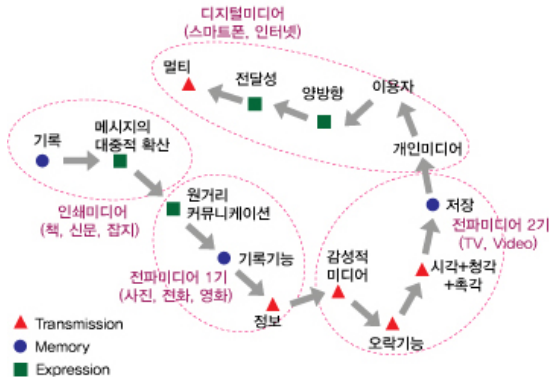 디지털미디어
(스마트폰, 인터넷)
멀티
전달성
양방향
이용자
개인미디어
기록
메시지의
대중적 확산
인쇄미디어
(책, 신문, 잡지)
원거리
커뮤니케이션
기록기능
전파미디어 1기
(사진, 전화, 영화)
정보
감성적
미디어
오락기능
시각+청각
+촉각
저장
전파미디어 2기
(TV, Video)
Transmission
Memory
Expression